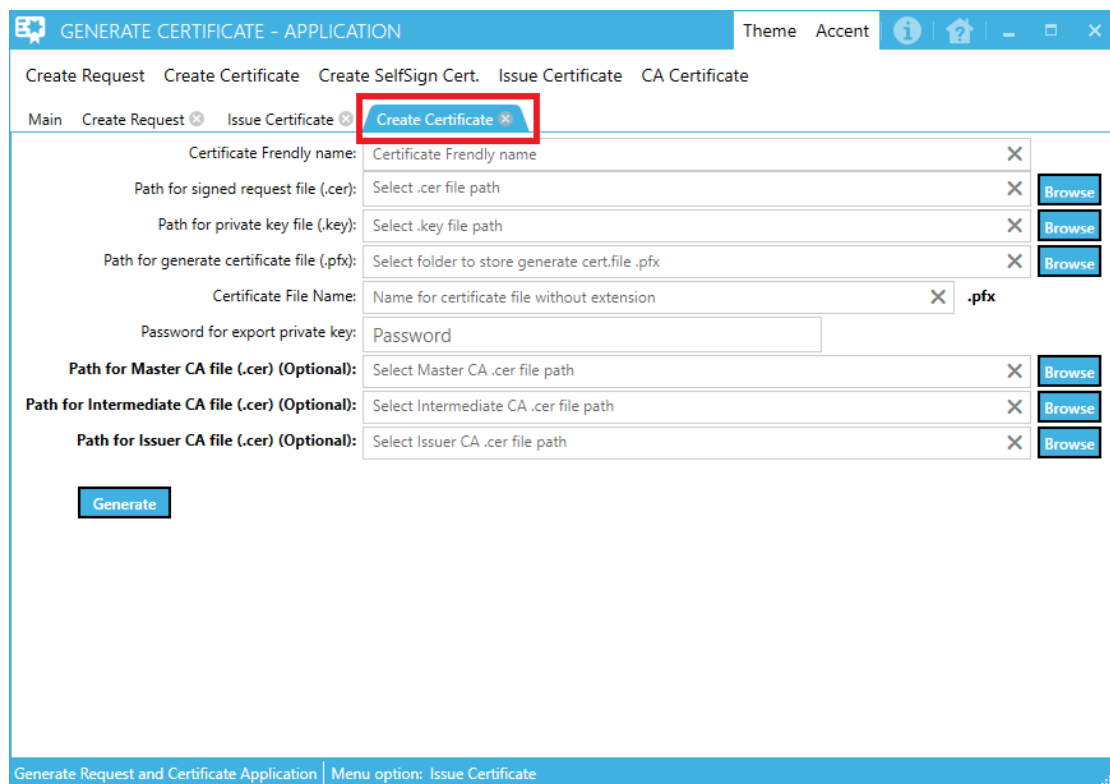 GENERATE CERTIFICATE - APPLICATION Theme Accent
Create Request Create Certificate Create SelfSign Cert. Issue Certificate CA Certificate
Main Create Request Issue Certificate Create Certificate
Certificate Frendly name: Certificate Frendly name
Path for signed request file (.cer): Select .cer file path Browse
Path for private key file (.key): Select .key file path Browse
Path for generate certificate file (.pfx): Select folder to store generate cert.file .pfx Browse
Certificate File Name: Name for certificate file without extension .pfx
Password for export private key: Password
Path for Master CA file (.cer) (Optional): Select Master CA .cer file path Browse
Path for Intermediate CA file (.cer) (Optional): Select Intermediate CA .cer file path Browse
Path for Issuer CA file (.cer) (Optional): Select Issuer CA .cer file path Browse
Generate
Generate Request and Certificate Application Menu option: Issue Certificate